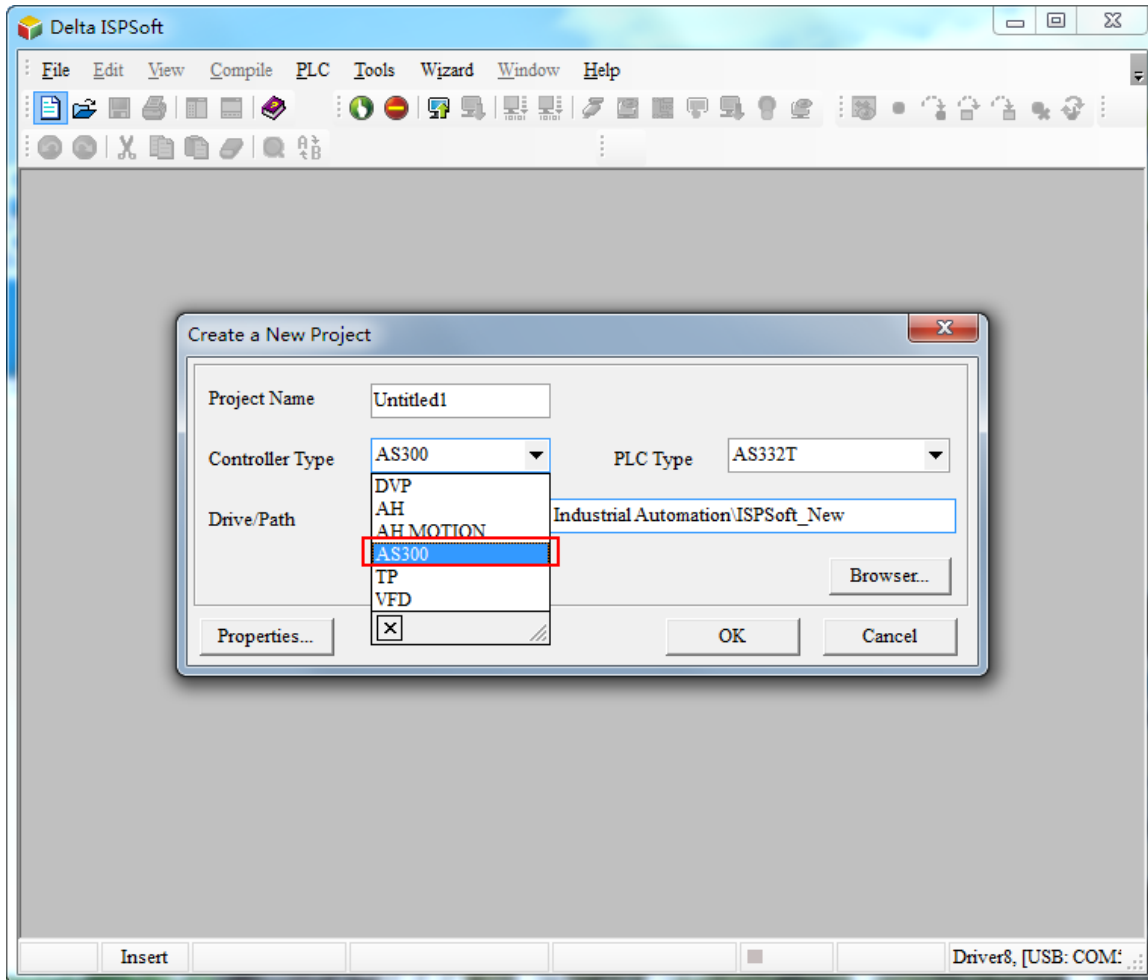 Delta ISPSoft
File Edit View Compile PLC Tools Wizard Window Help
Create a New Project
Project Name Untitled1
Controller Type AS300 PLC Type AS332T
DVP
AH
Drive/Path Industrial Automation\ISPSoft_New
AH MOTION
AS300
TP
Browser...
VFD
Properties... OK Cancel
Insert Driver8, [USB: COM